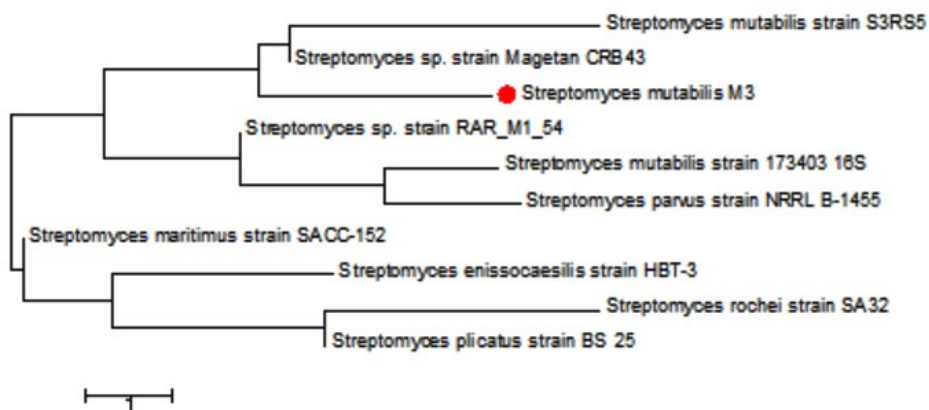 Streptomyces mutabilis strain S3RS5
Streptomyces sp. strain Magetan CRB43
Streptomyces mutabilis M3
Streptomyces sp. strain RAR_M1_54
Streptomyces mutabilis strain 173403 16S
Streptomyces parvus strain NRRL B-1455
Streptomyces maritimus strain SACC-152
Streptomyces enissocaesilis strain HBT-3
Streptomyces rochei strain SA32
Streptomyces plicatus strain BS 25
1